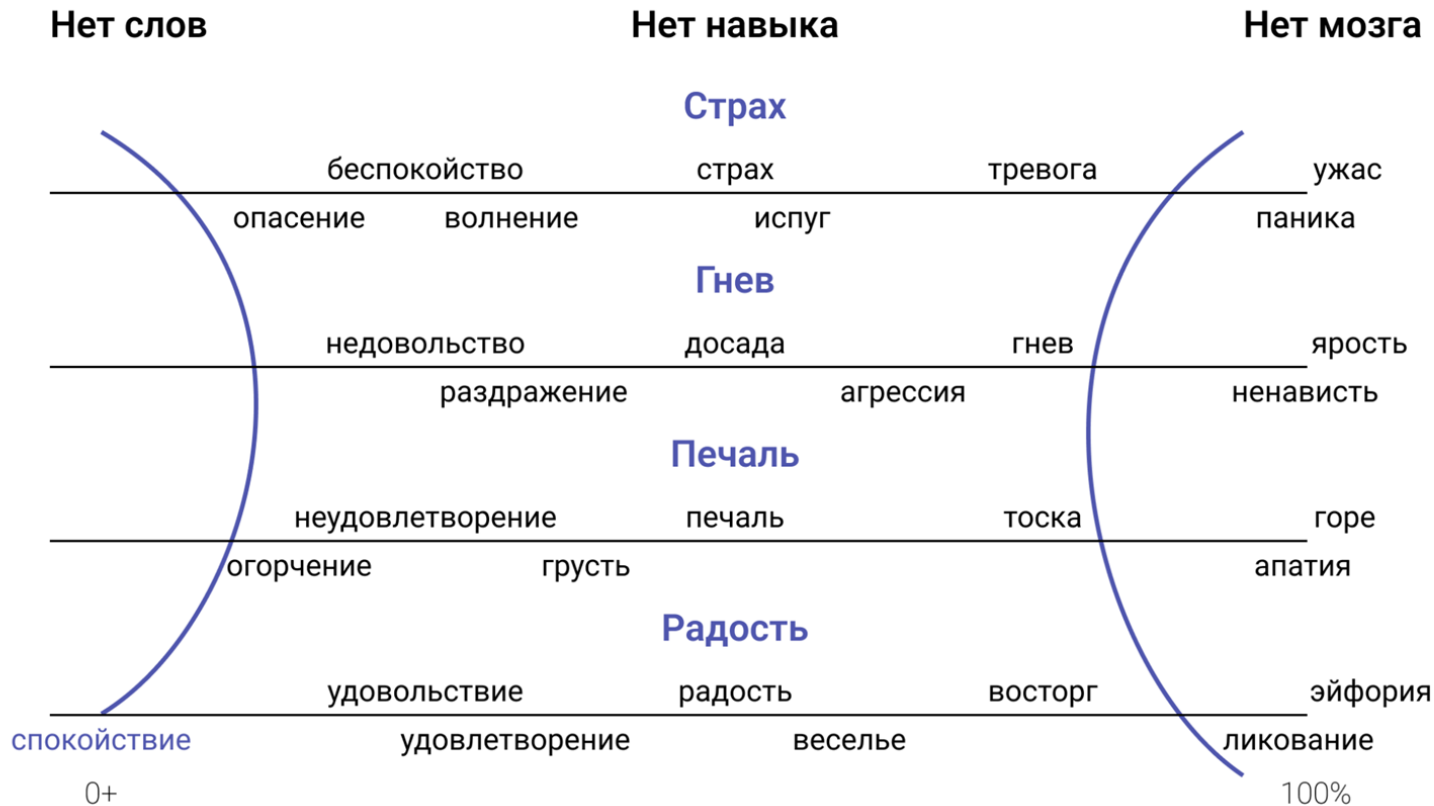 Нет слов Нет навыка Нет мозга
Страх
беспокойство страх тревога ужас
опасение волнение испуг паника
Гнев
недовольство досада гнев ярость
раздражение агрессия ненависть
Печаль
неудовлетворение печаль тоска горе
огорчение грусть апатия
Радость
удовольствие радость восторг эйфория
спокойствие удовлетворение веселье ликование
0+ 100%